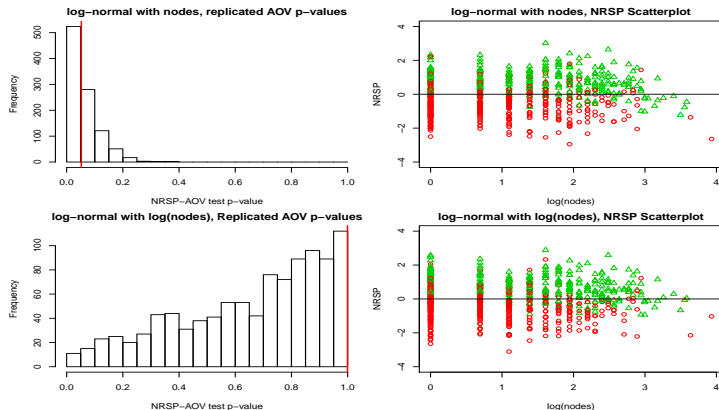 log−normal with nodes, replicated AOV p−values
Frequency
500
400
300
200
100
0
0.0 0.2 0.4 0.6 0.8 1.0
NRSP−AOV test p−value
log−normal with nodes, NRSP Scatterplot
NRSP
4
2
0
−2
−4
0 1 2 3 4
log(nodes)
log−normal with log(nodes), Replicated AOV p−values
Frequency
100
80
60
40
20
0
0.0 0.2 0.4 0.6 0.8 1.0
NRSP−AOV test p−value
log−normal with log(nodes), NRSP Scatterplot
NRSP
4
2
0
−2
−4
0 1 2 3 4
log(nodes)